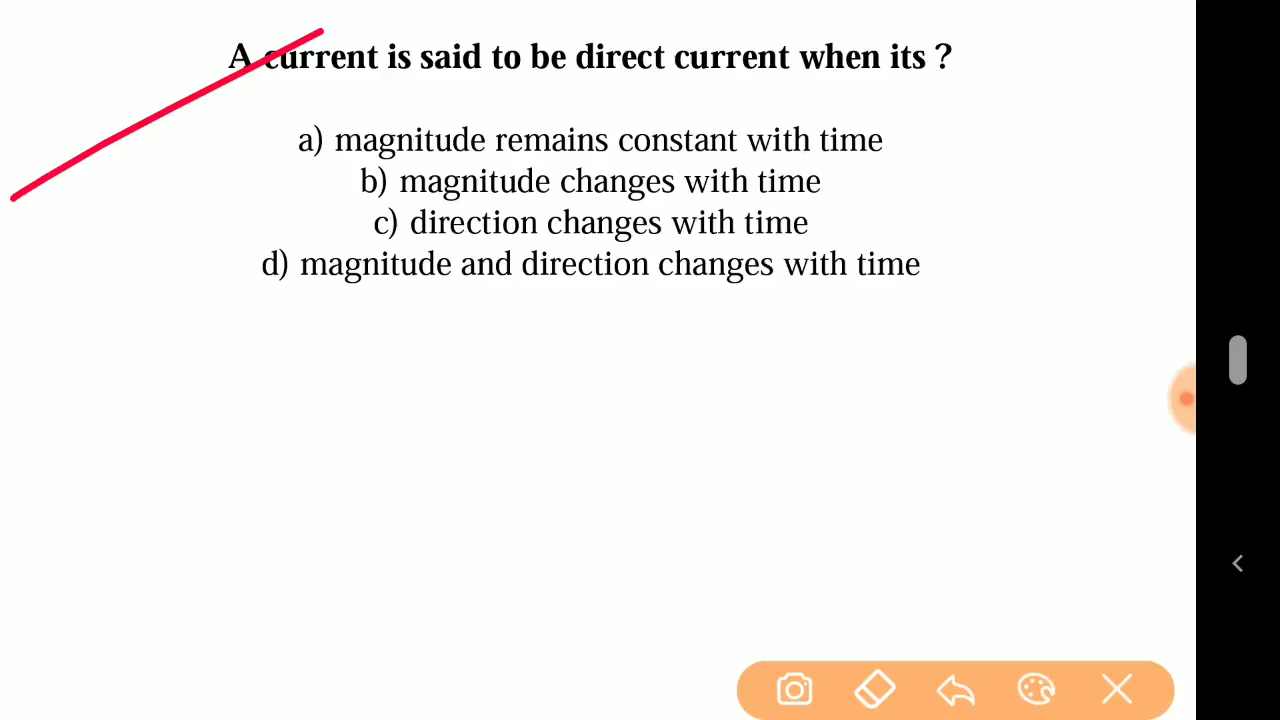 A current is said to be direct current when its ?
a) magnitude remains constant with time
b) magnitude changes with time
c) direction changes with time
d) magnitude and direction changes with time